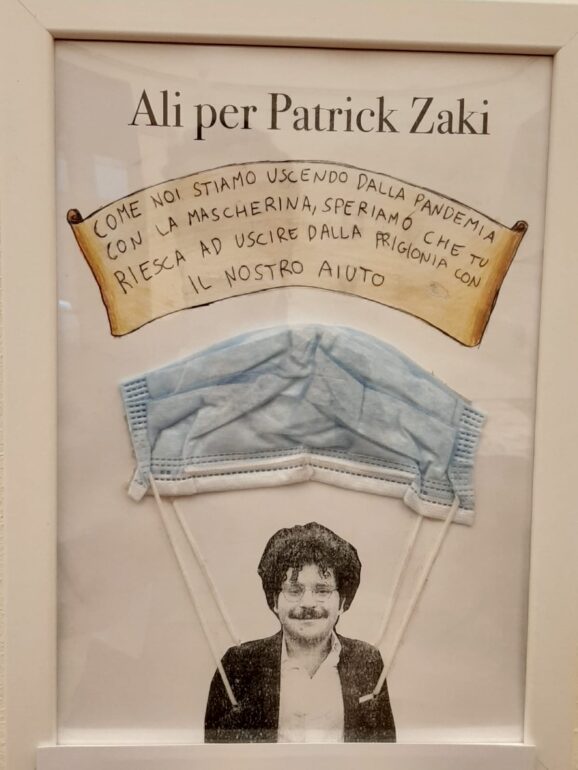 Ali per Patrick Zaki
COME NOI STIAMO USCENDO DALLA PANDEMIA
CON LA MASCHERINA, SPERIAMO CHE TU
RIESCA AD USCIRE DALLA PRIGIONIA CON
IL NOSTRO AIUTO